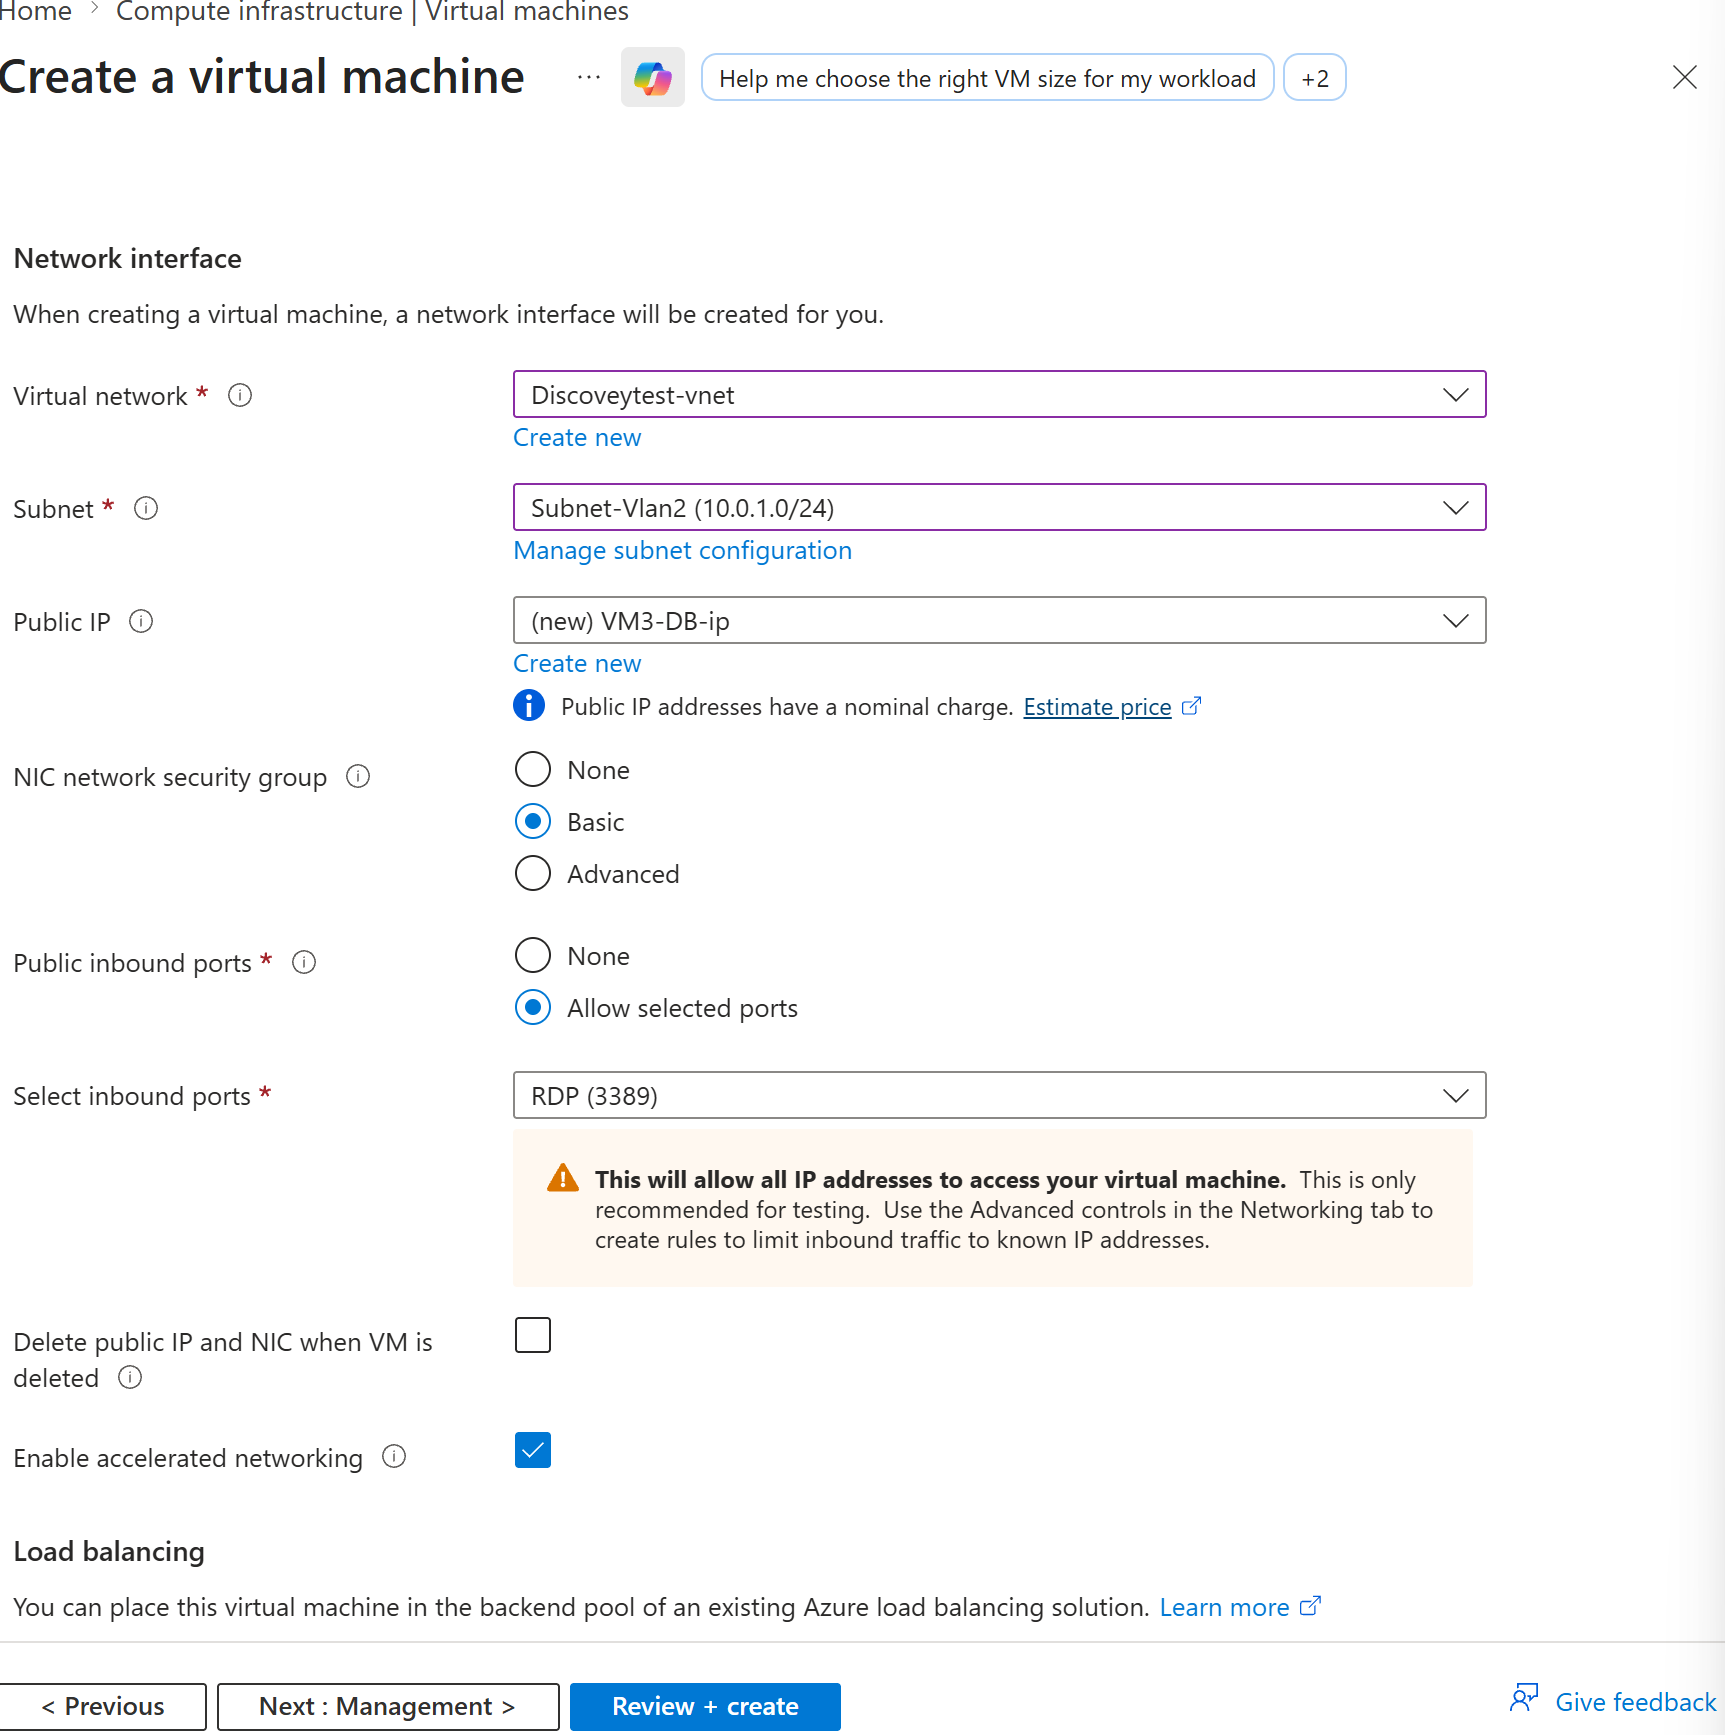 Home > Compute infrastructure | Virtual machines
Create a virtual machine ... Help me choose the right VM size for my workload +2
Network interface
When creating a virtual machine, a network interface will be created for you.
Virtual network * Discoveytest-vnet
Create new
Subnet * Subnet-Vlan2 (10.0.1.0/24)
Manage subnet configuration
Public IP (new) VM3-DB-ip
Create new
Public IP addresses have a nominal charge. Estimate price
NIC network security group None
Basic
Advanced
Public inbound ports * None
Allow selected ports
Select inbound ports * RDP (3389)
This will allow all IP addresses to access your virtual machine. This is only
recommended for testing. Use the Advanced controls in the Networking tab to
create rules to limit inbound traffic to known IP addresses.
Delete public IP and NIC when VM is
deleted
Enable accelerated networking
Load balancing
You can place this virtual machine in the backend pool of an existing Azure load balancing solution. Learn more
< Previous Next : Management > Review + create Give feedback